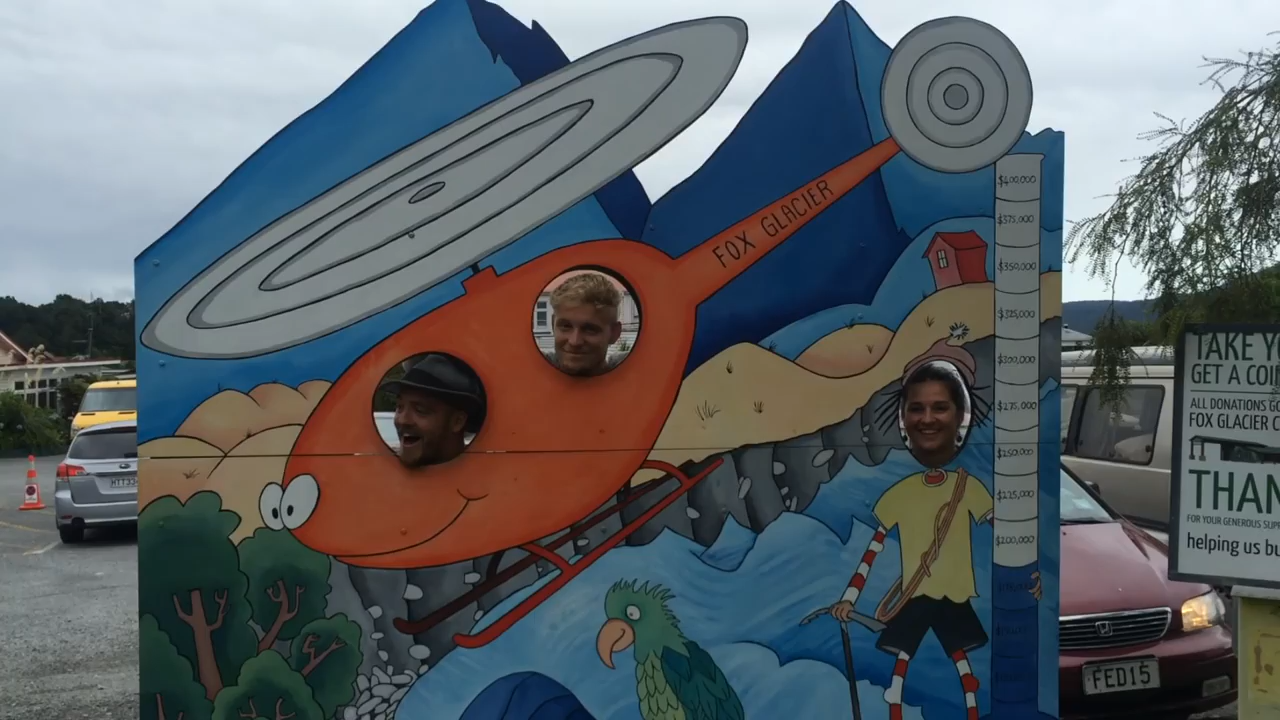 FOX GLACIER
$400,000
$375,000
$350,000
$325,000
$300,000
$275,000
$250,000
$225,000
$200,000
TAKE YO
GET A COI
ALL DONATIONS GO
FOX GLACIER C
THAN
FOR YOUR GENEROUS SUP
helping us bu
FED15